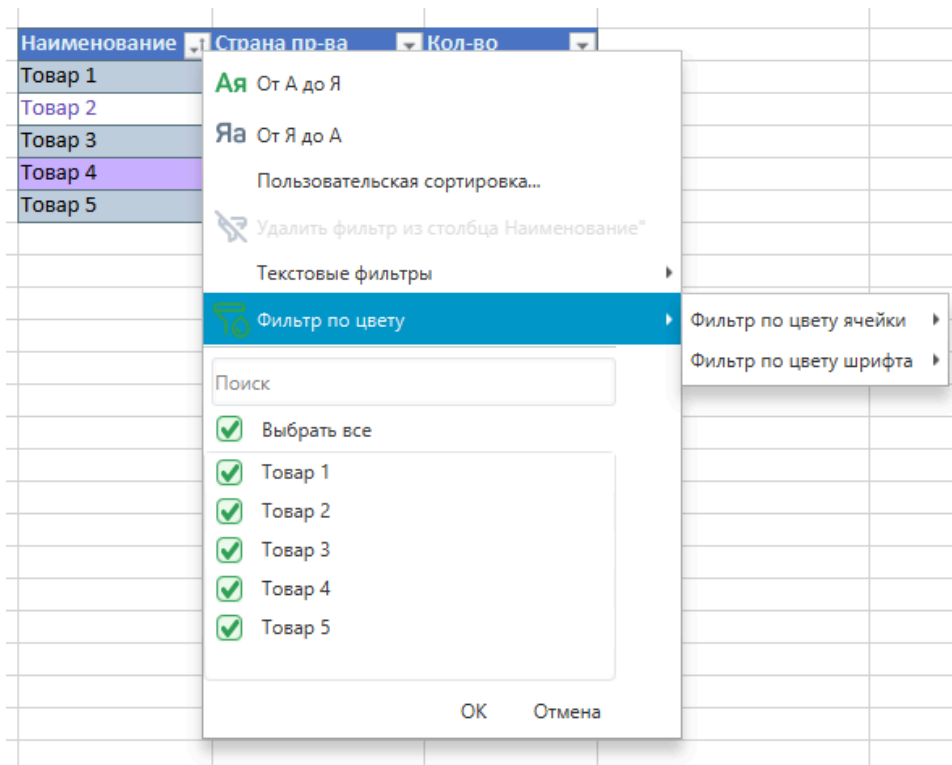 Наименование Страна пр-ва Кол-во
Товар 1
Товар 2
Товар 3
Товар 4
Товар 5
Ая От А до Я
Яа От Я до А
Пользовательская сортировка...
Удалить фильтр из столбца Наименование"
Текстовые фильтры
Фильтр по цвету
Фильтр по цвету ячейки
Фильтр по цвету шрифта
Поиск
Выбрать все
Товар 1
Товар 2
Товар 3
Товар 4
Товар 5
OK Отмена